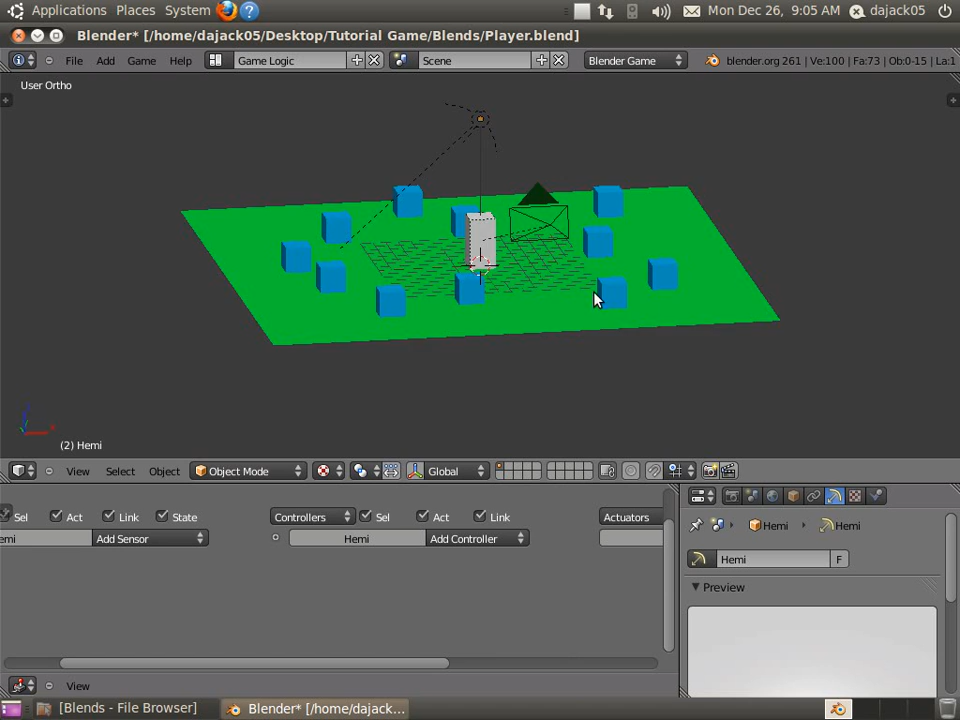 Applications Places System Mon Dec 26, 9:05 AM dajack05
Blender* [/home/dajack05/Desktop/Tutorial Game/Blends/Player.blend]
File Add Game Help Game Logic Scene Blender Game blender.org 261 | Ve:100 | Fa:73 | Ob:0-15 | La:1
User Ortho
(2) Hemi
View Select Object Object Mode Global
Sel Act Link State Controllers Sel Act Link Actuators
emi Add Sensor Hemi Add Controller
Hemi Hemi
Hemi F
Preview
View
[Blends - File Browser] Blender* [/home/dajack...